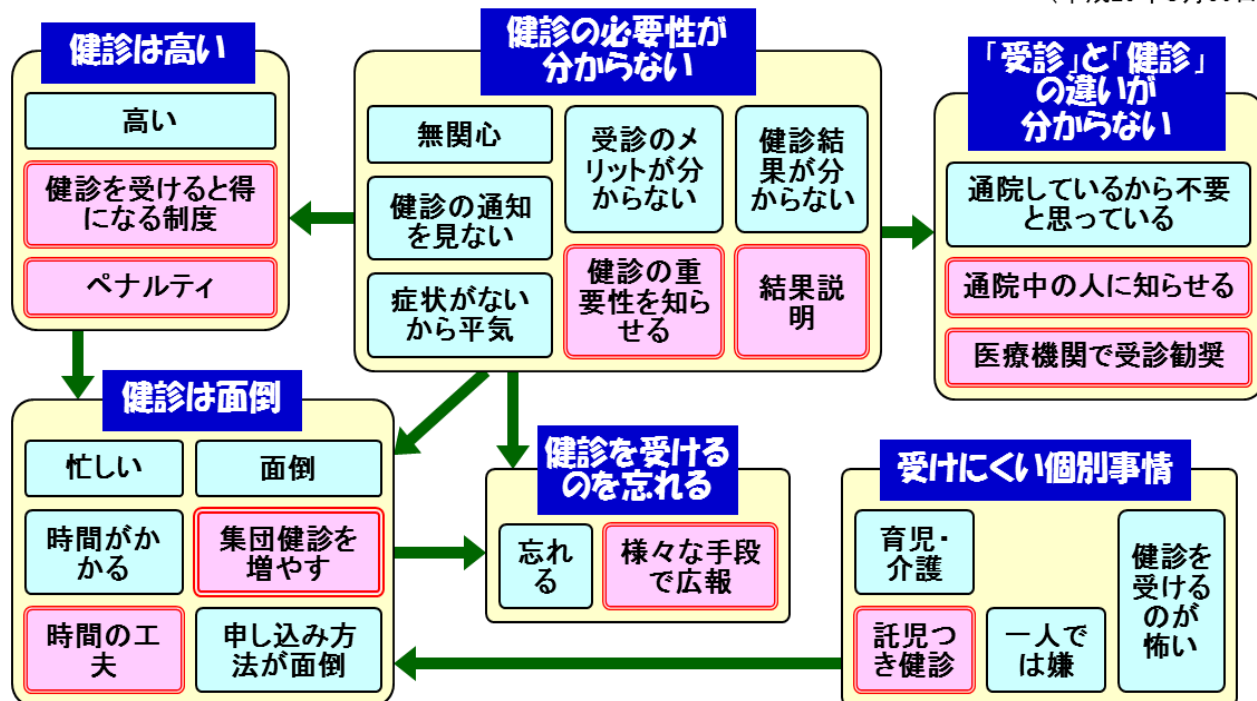 健診は高い
高い
健診を受けると得
になる制度
ペナルティ
健診の必要性が
分からない
無関心
健診の通知
を見ない
症状がない
から平気
受診のメ
リットが分
からない
健診の重
要性を知ら
せる
健診結
果が分
からない
結果説
明
「受診」と「健診」
の違いが
分からない
通院しているから不要
と思っている
通院中の人に知らせる
医療機関で受診勧奨
健診は面倒
忙しい
面倒
時間がか
かる
集団健診を
増やす
時間の工
夫
申し込み方
法が面倒
健診を受ける
のを忘れる
忘れ
る
様々な手段
で広報
受けにくい個別事情
育児・
介護
託児つ
き健診
一人で
は嫌
健診を
受ける
のが
怖い